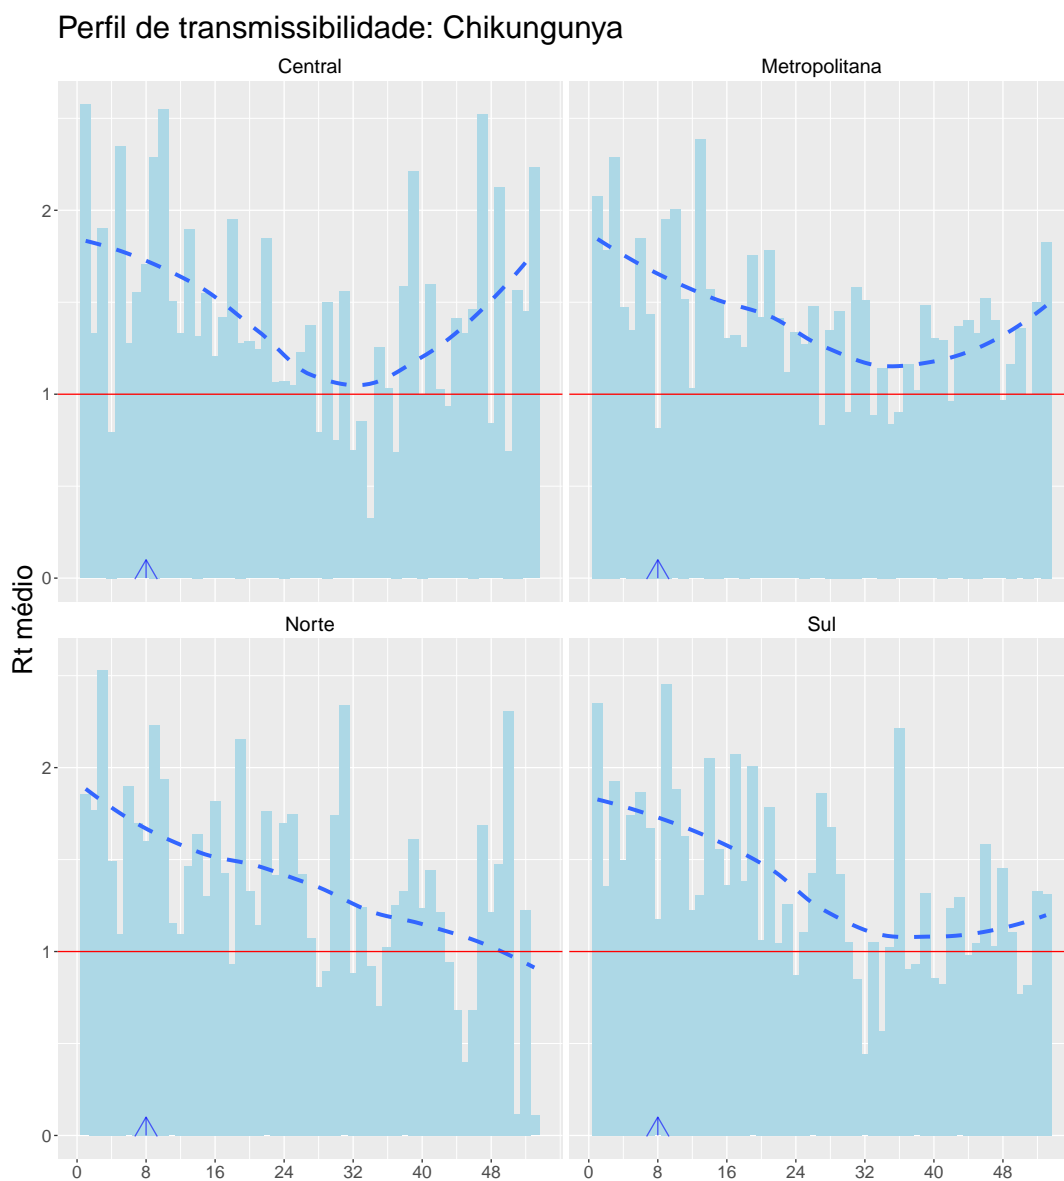 Perfil de transmissibilidade: Chikungunya
Central
Metropolitana
2
1
0
Rt médio
Norte
Sul
2
1
0
0 8 16 24 32 40 48
0 8 16 24 32 40 48